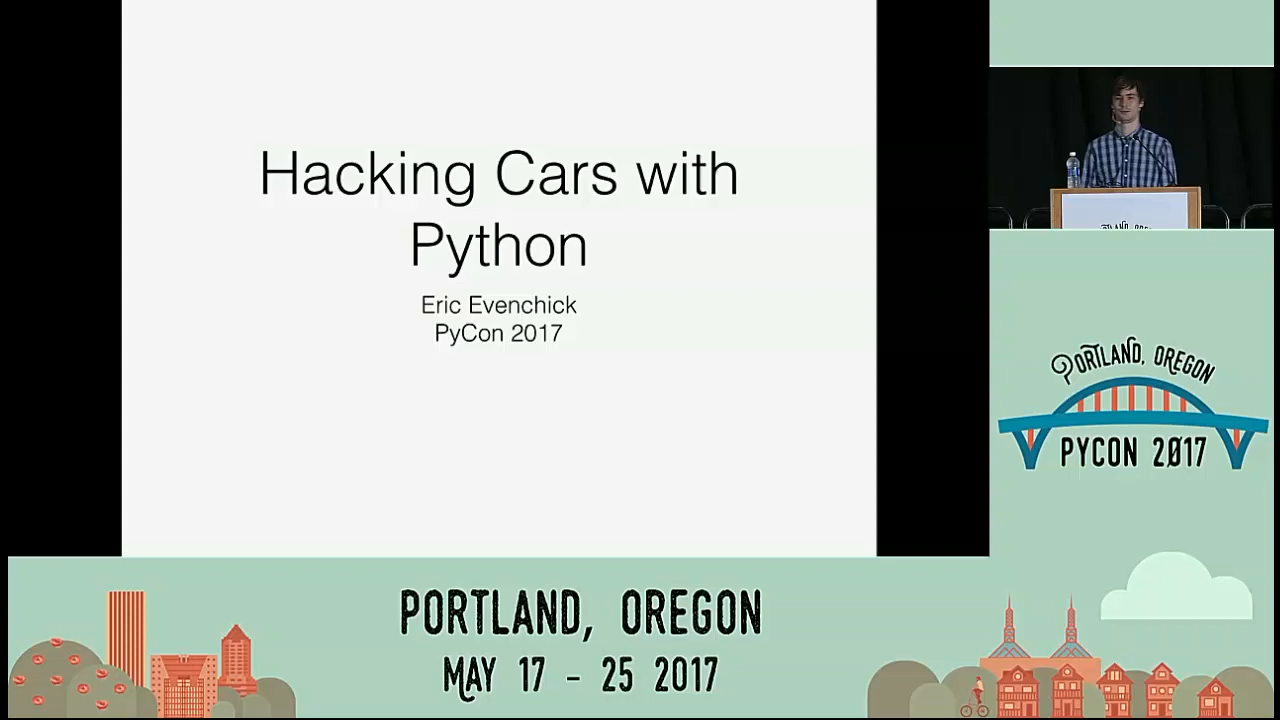 Hacking Cars with
Python
Eric Evenchick
PyCon 2017
PORTLAND, OREGON
PYCON 2017
PORTLAND, OREGON
MAY 17 - 25 2017